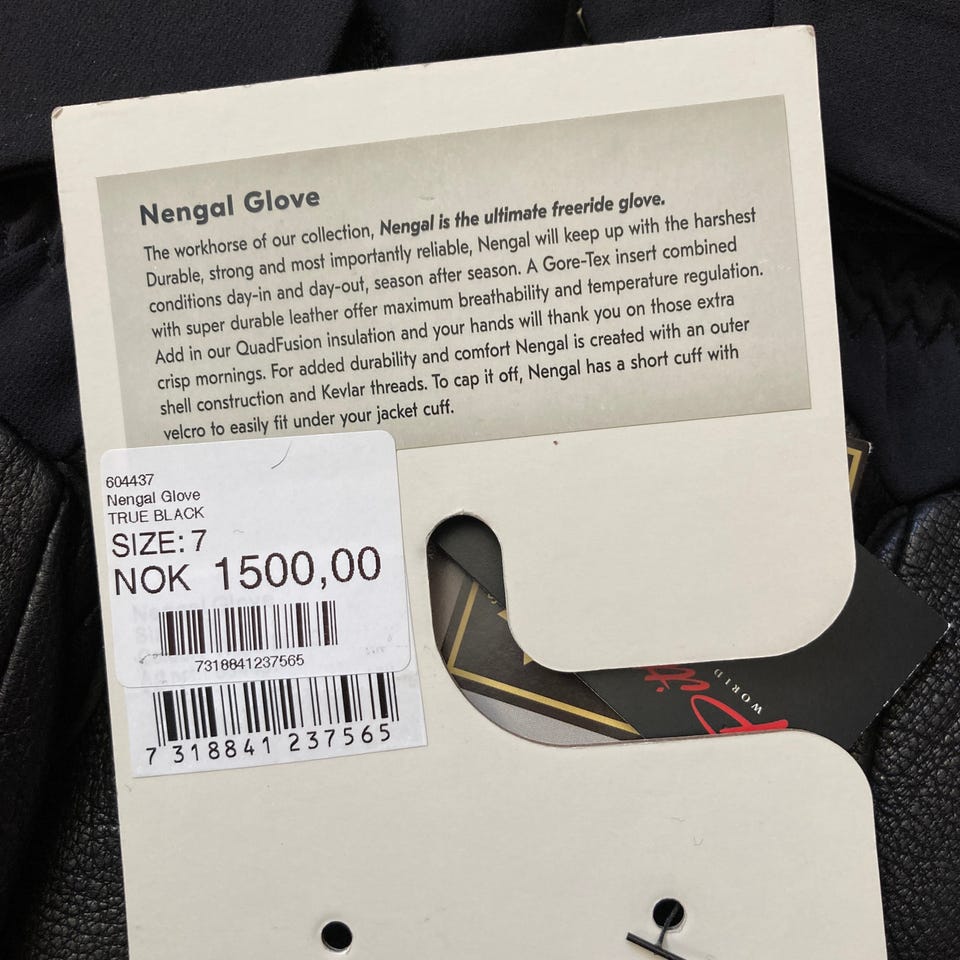 Nengal Glove
The workhorse of our collection, Nengal is the ultimate freeride glove.
Durable, strong and most importantly reliable, Nengal will keep up with the harshest
conditions day-in and day-out, season after season. A Gore-Tex insert combined
with super durable leather offer maximum breathability and temperature regulation.
Add in our QuadFusion insulation and your hands will thank you on those extra
crisp mornings. For added durability and comfort Nengal is created with an outer
shell construction and Kevlar threads. To cap it off, Nengal has a short cuff with
velcro to easily fit under your jacket cuff.
604437
Nengal Glove
TRUE BLACK
SIZE: 7
NOK 1500,00
7318841237565
7 318841 237565
WORLD